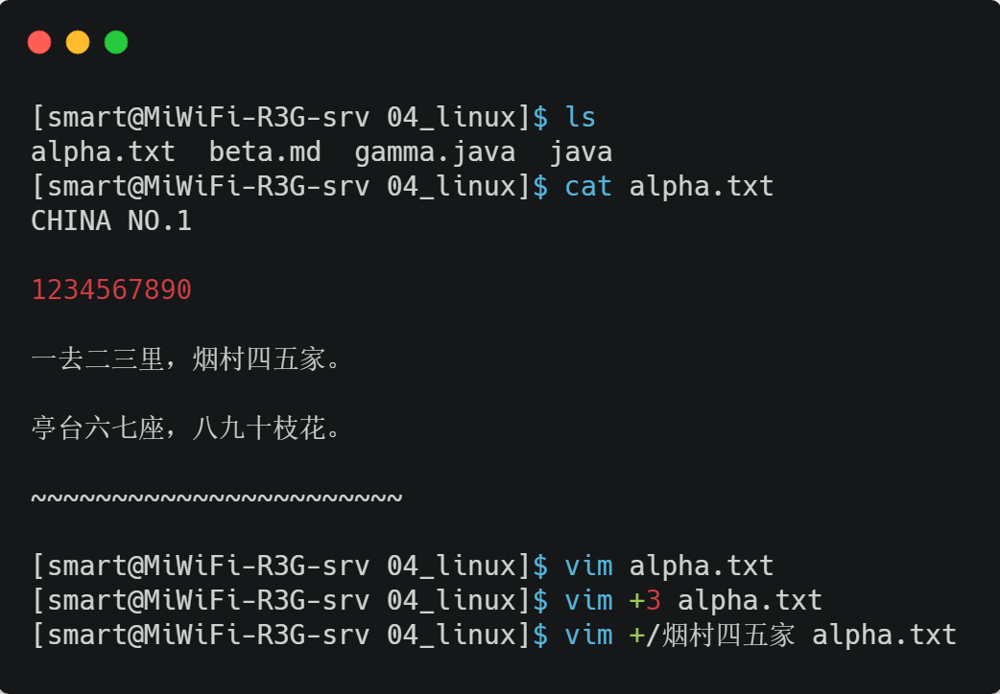 [smart@MiWiFi-R3G-srv 04_linux]$ ls
alpha.txt  beta.md  gamma.java  java
[smart@MiWiFi-R3G-srv 04_linux]$ cat alpha.txt
CHINA NO.1
1234567890
一去二三里，烟村四五家。
亭台六七座，八九十枝花。
~~~~~~~~~~~~~~~~~~~~~~~
[smart@MiWiFi-R3G-srv 04_linux]$ vim alpha.txt
[smart@MiWiFi-R3G-srv 04_linux]$ vim +3 alpha.txt
[smart@MiWiFi-R3G-srv 04_linux]$ vim +/烟村四五家 alpha.txt